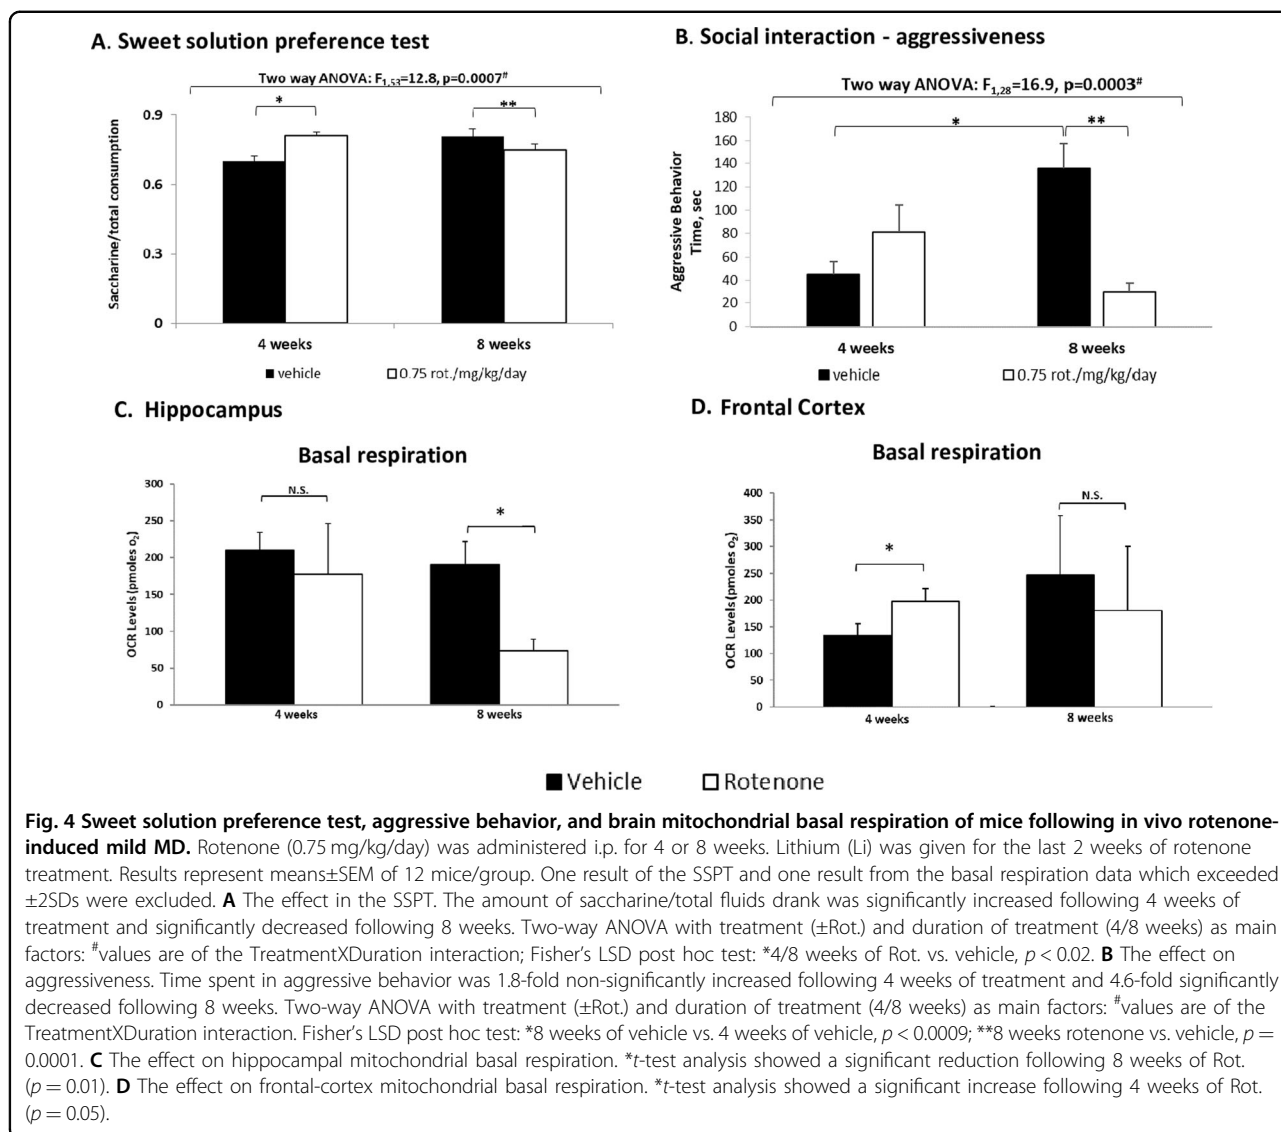 A. Sweet solution preference test
Two way ANOVA: F1,53=12.8, p=0.0007#
*
**
0.9
0.6
0.3
0
Saccharine/total consumption
4 weeks
8 weeks
■ vehicle
□ 0.75 rot./mg/kg/day
B. Social interaction - aggressiveness
Two way ANOVA: F1,28=16.9, p=0.0003#
*
**
180
160
140
120
100
80
60
40
20
0
Aggressive Behavior
Time, sec
4 weeks
8 weeks
■ vehicle
□ 0.75 rot./mg/kg/day
C. Hippocampus
Basal respiration
N.S.
*
300
250
200
150
100
50
0
OCR Levels (pmoles o2)
4 weeks
8 weeks
D. Frontal Cortex
Basal respiration
*
N.S.
400
350
300
250
200
150
100
50
0
OCR Levels (pmoles o2)
4 weeks
8 weeks
■ Vehicle
□ Rotenone
Fig. 4 Sweet solution preference test, aggressive behavior, and brain mitochondrial basal respiration of mice following in vivo rotenone-
induced mild MD. Rotenone (0.75 mg/kg/day) was administered i.p. for 4 or 8 weeks. Lithium (Li) was given for the last 2 weeks of rotenone
treatment. Results represent means±SEM of 12 mice/group. One result of the SSPT and one result from the basal respiration data which exceeded
±2SDs were excluded. A The effect in the SSPT. The amount of saccharine/total fluids drank was significantly increased following 4 weeks of
treatment and significantly decreased following 8 weeks. Two-way ANOVA with treatment (±Rot.) and duration of treatment (4/8 weeks) as main
factors: #values are of the TreatmentXDuration interaction; Fisher's LSD post hoc test: *4/8 weeks of Rot. vs. vehicle, p < 0.02. B The effect on
aggressiveness. Time spent in aggressive behavior was 1.8-fold non-significantly increased following 4 weeks of treatment and 4.6-fold significantly
decreased following 8 weeks. Two-way ANOVA with treatment (±Rot.) and duration of treatment (4/8 weeks) as main factors: #values are of the
TreatmentXDuration interaction. Fisher's LSD post hoc test: *8 weeks of vehicle vs. 4 weeks of vehicle, p < 0.0009; **8 weeks rotenone vs. vehicle, p =
0.0001. C The effect on hippocampal mitochondrial basal respiration. *t-test analysis showed a significant reduction following 8 weeks of Rot.
(p = 0.01). D The effect on frontal-cortex mitochondrial basal respiration. *t-test analysis showed a significant increase following 4 weeks of Rot.
(p = 0.05).